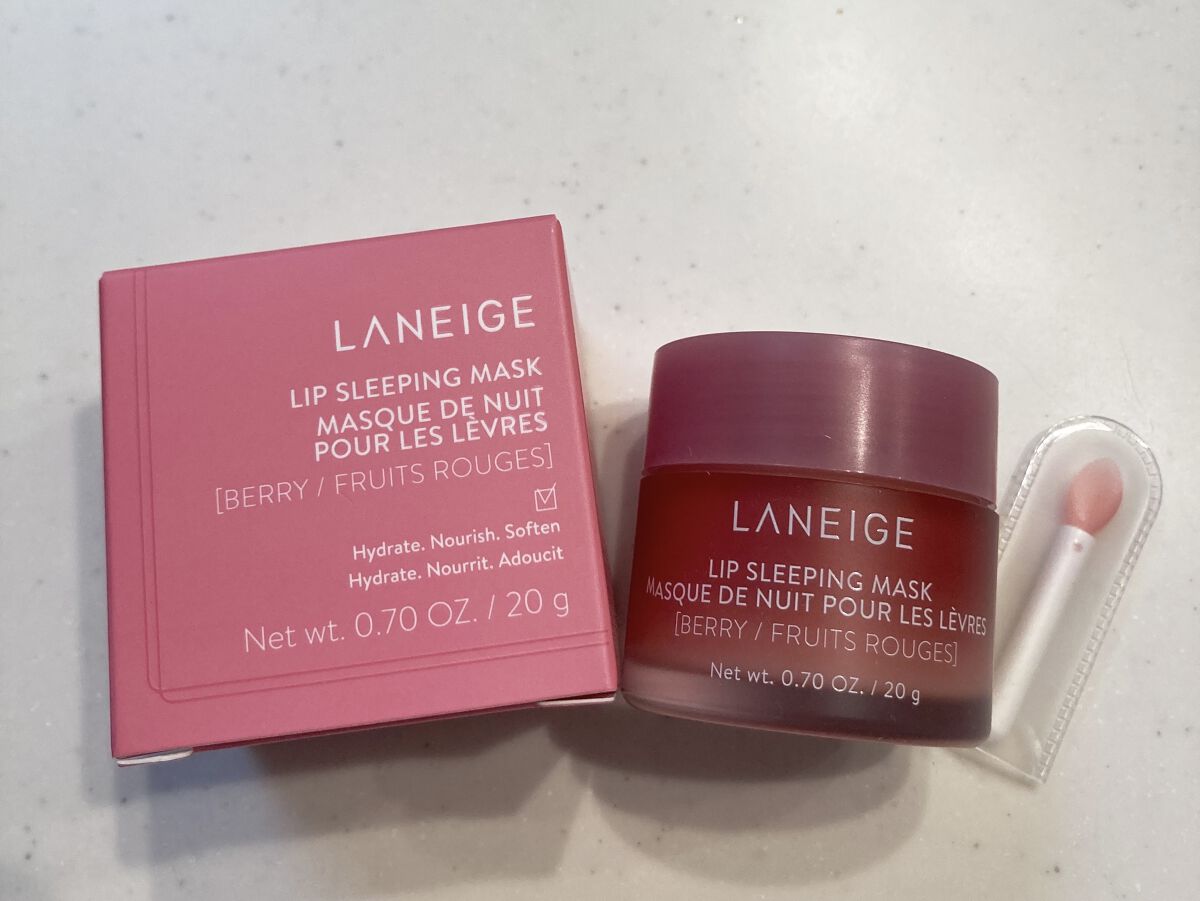 LANEIGE
LIP SLEEPING MASK
MASQUE DE NUIT
POUR LES LÈVRES
[BERRY / FRUITS ROUGES]
Hydrate. Nourish. Soften
Hydrate. Nourrit. Adoucit
Net wt. 0.70 OZ. / 20 g
LANEIGE
LIP SLEEPING MASK
MASQUE DE NUIT POUR LES LÈVRES
[BERRY / FRUITS ROUGES]
Net wt. 0.70 OZ. / 20 g